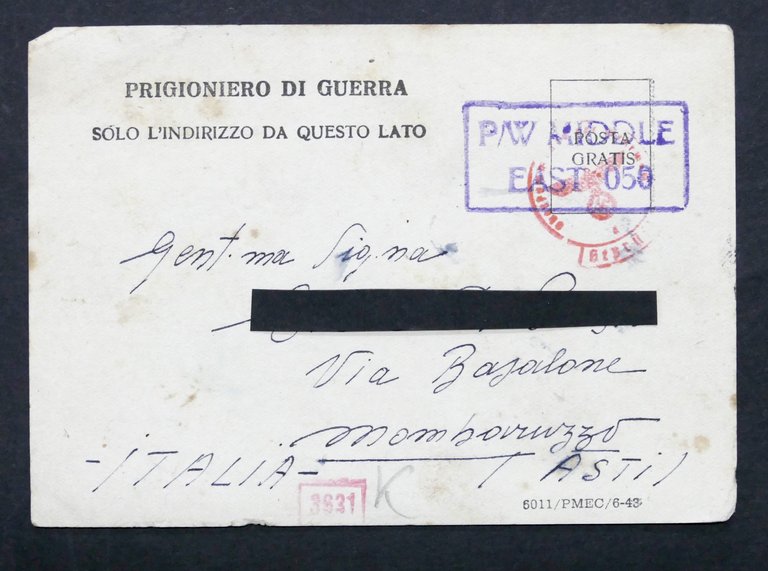 PRIGIONIERO DI GUERRA
SOLO L'INDIRIZZO DA QUESTO LATO
P/W MIDDLE
EAST 050
POSTA
GRATIS
Gent.ma Sig.na
Via Bajalone
Mombaruzzo
-ITALIA- (ASTI)
3631
K
6011/PMEC/6-43